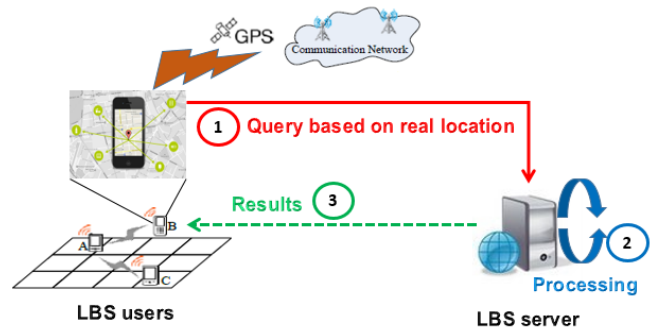 GPS
Communication Network
1 Query based on real location
Results 3
2
Processing
A
B
C
LBS users
LBS server